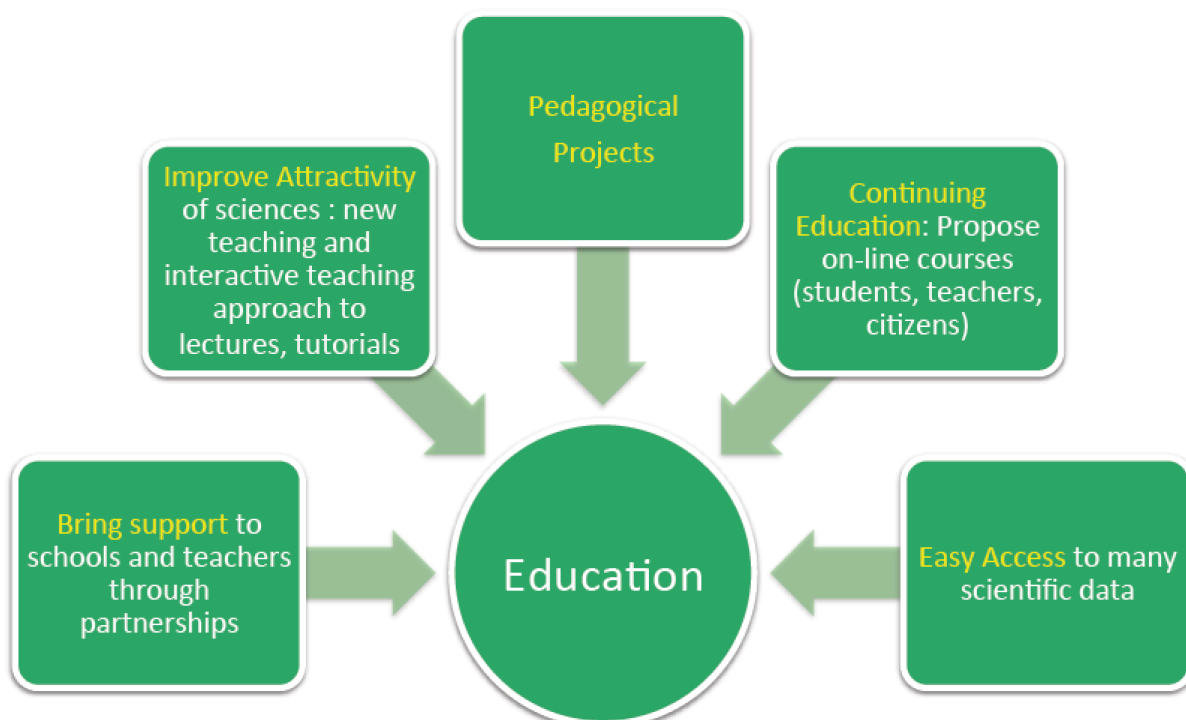 Pedagogical
Projects
Improve Attractivity
of sciences : new
teaching and
interactive teaching
approach to
lectures, tutorials
Continuing
Education: Propose
on-line courses
(students, teachers,
citizens)
Bring support to
schools and teachers
through
partnerships
Education
Easy Access to many
scientific data